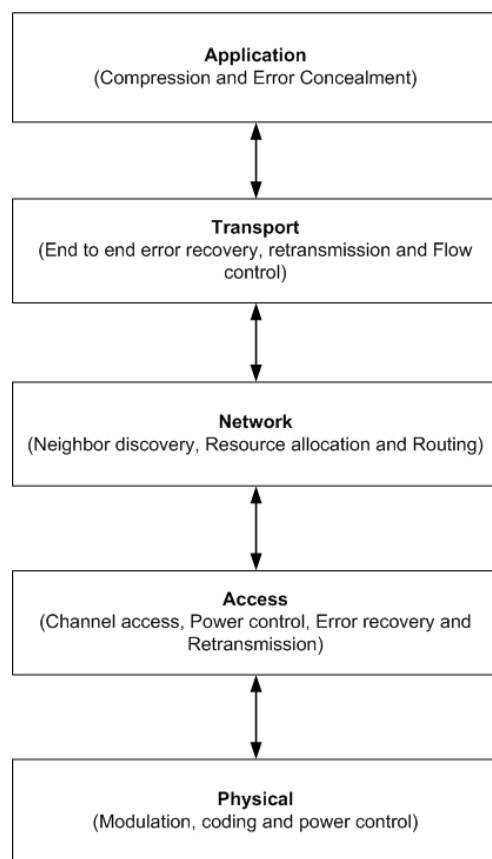 Application
(Compression and Error Concealment)
Transport
(End to end error recovery, retransmission and Flow
control)
Network
(Neighbor discovery, Resource allocation and Routing)
Access
(Channel access, Power control, Error recovery and
Retransmission)
Physical
(Modulation, coding and power control)